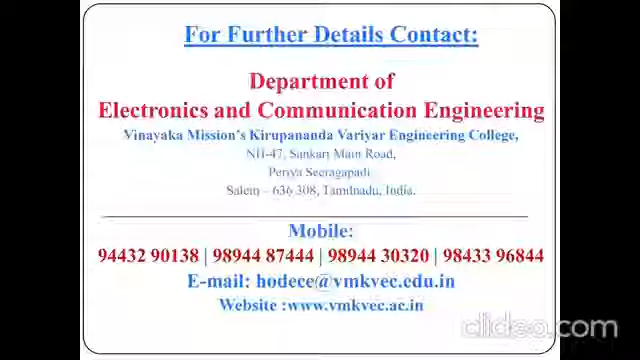 For Further Details Contact:
Department of
Electronics and Communication Engineering
Vinayaka Mission's Kirupananda Variyar Engineering College,
NH-47, Sankari Main Road,
Periya Seeragapadi
Salem – 636 308, Tamilnadu, India.
Mobile:
94432 90138 | 98944 87444 | 98944 30320 | 98433 96844
E-mail: hodece@vmkvec.edu.in
Website :www.vmkvec.ac.in
clideo.com